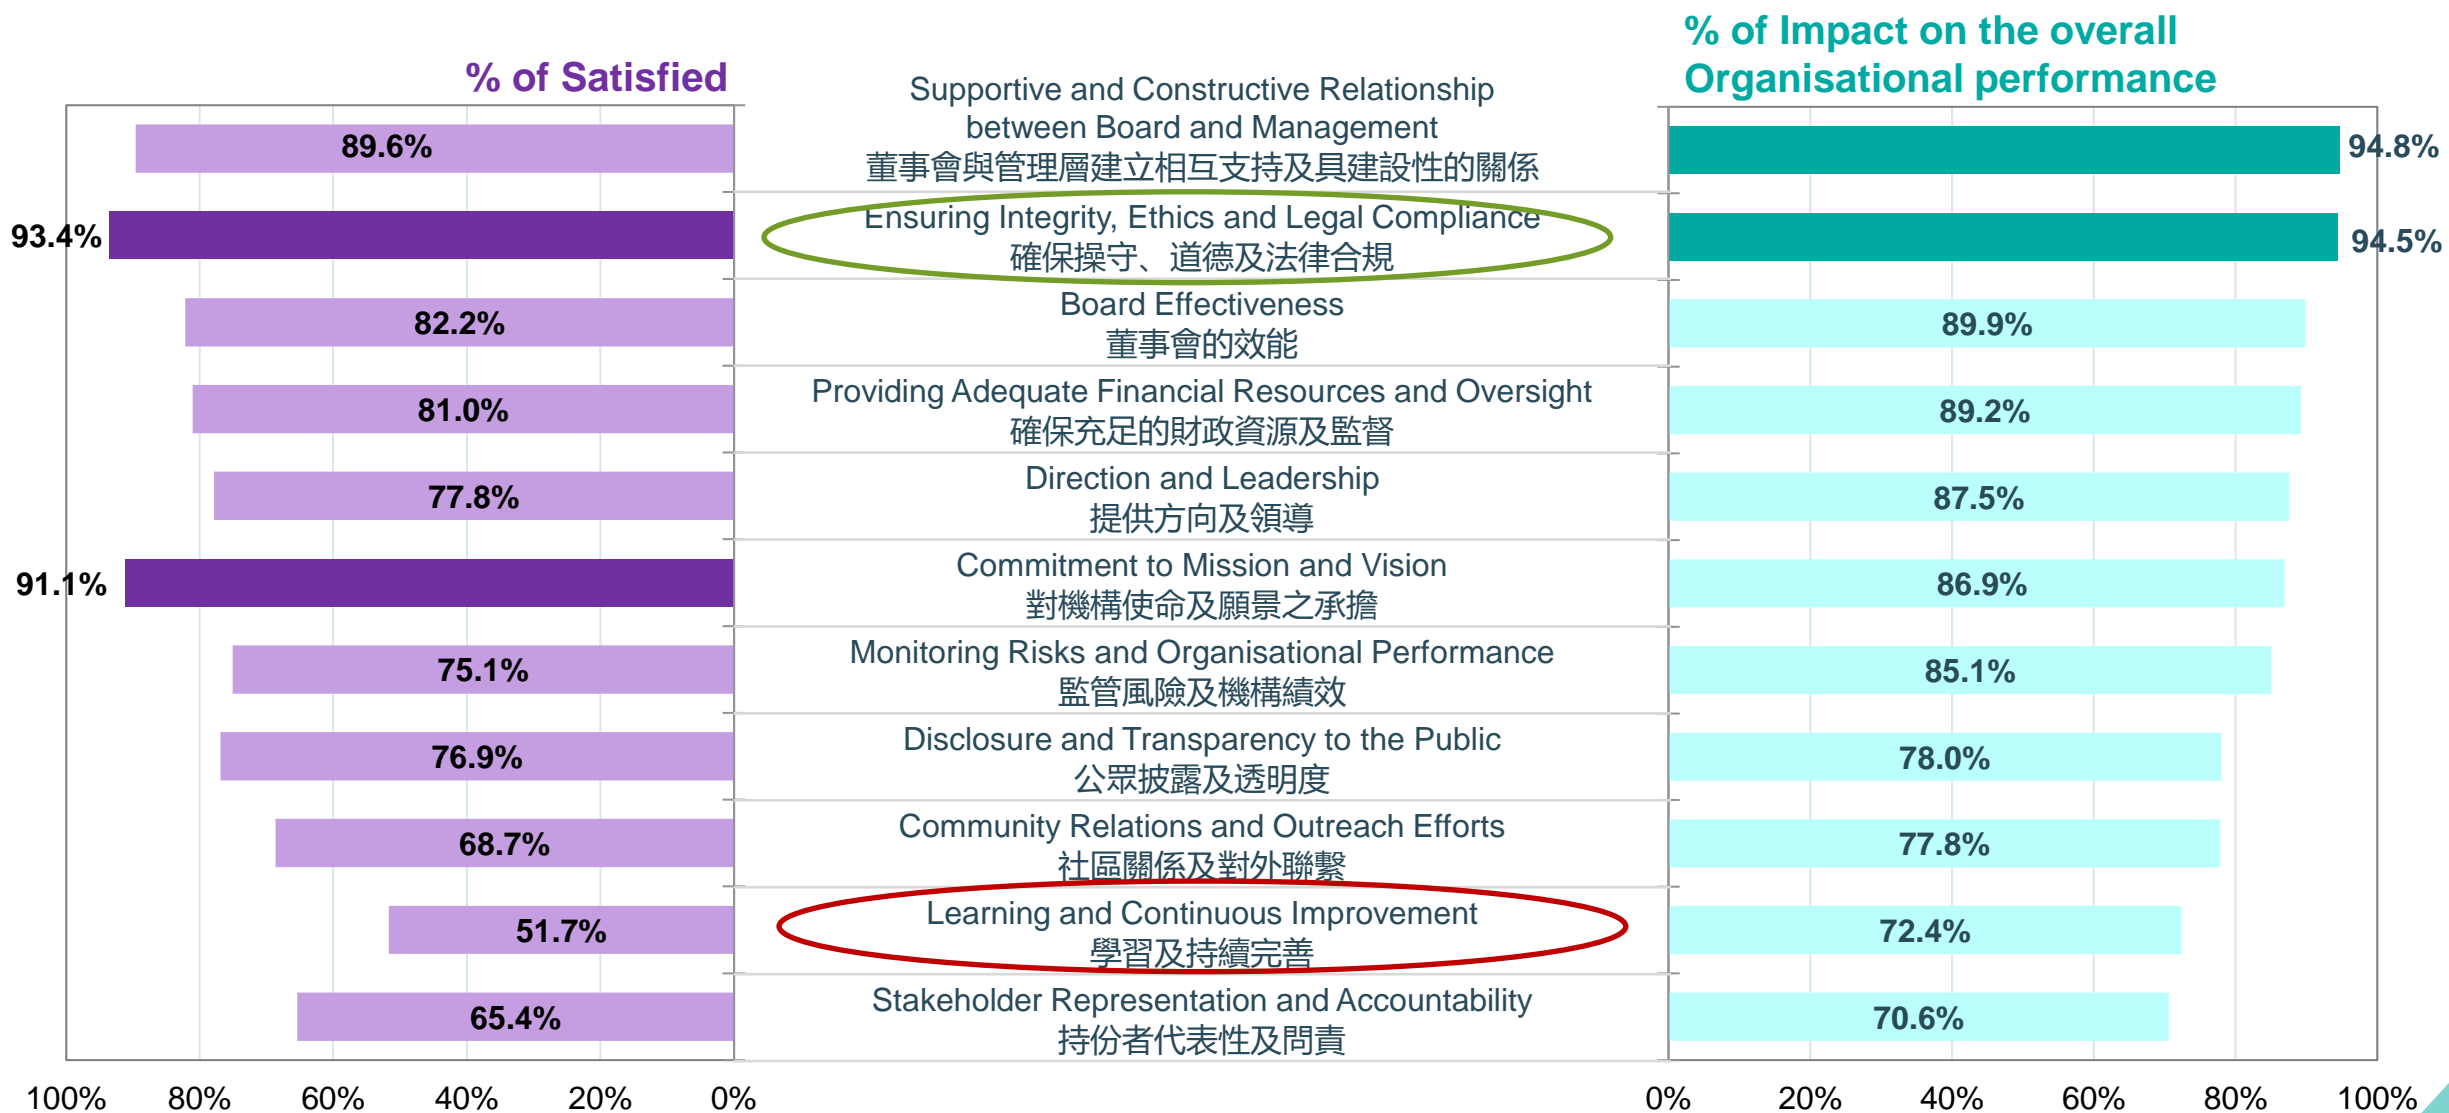 % of Impact on the overall
Organisational performance
% of Satisfied
Supportive and Constructive Relationship
between Board and Management
董事會與管理層建立相互支持及具建設性的關係
89.6%
94.8%
Ensuring Integrity, Ethics and Legal Compliance
確保操守、道德及法律合規
93.4%
94.5%
Board Effectiveness
董事會的效能
82.2%
89.9%
Providing Adequate Financial Resources and Oversight
確保充足的財政資源及監督
81.0%
89.2%
Direction and Leadership
提供方向及領導
77.8%
87.5%
Commitment to Mission and Vision
對機構使命及願景之承擔
91.1%
86.9%
Monitoring Risks and Organisational Performance
監管風險及機構績效
75.1%
85.1%
Disclosure and Transparency to the Public
公眾披露及透明度
76.9%
78.0%
Community Relations and Outreach Efforts
社區關係及對外聯繫
68.7%
77.8%
Learning and Continuous Improvement
學習及持續完善
51.7%
72.4%
Stakeholder Representation and Accountability
持份者代表性及問責
65.4%
70.6%
100% 80% 60% 40% 20% 0%
0% 20% 40% 60% 80% 100%